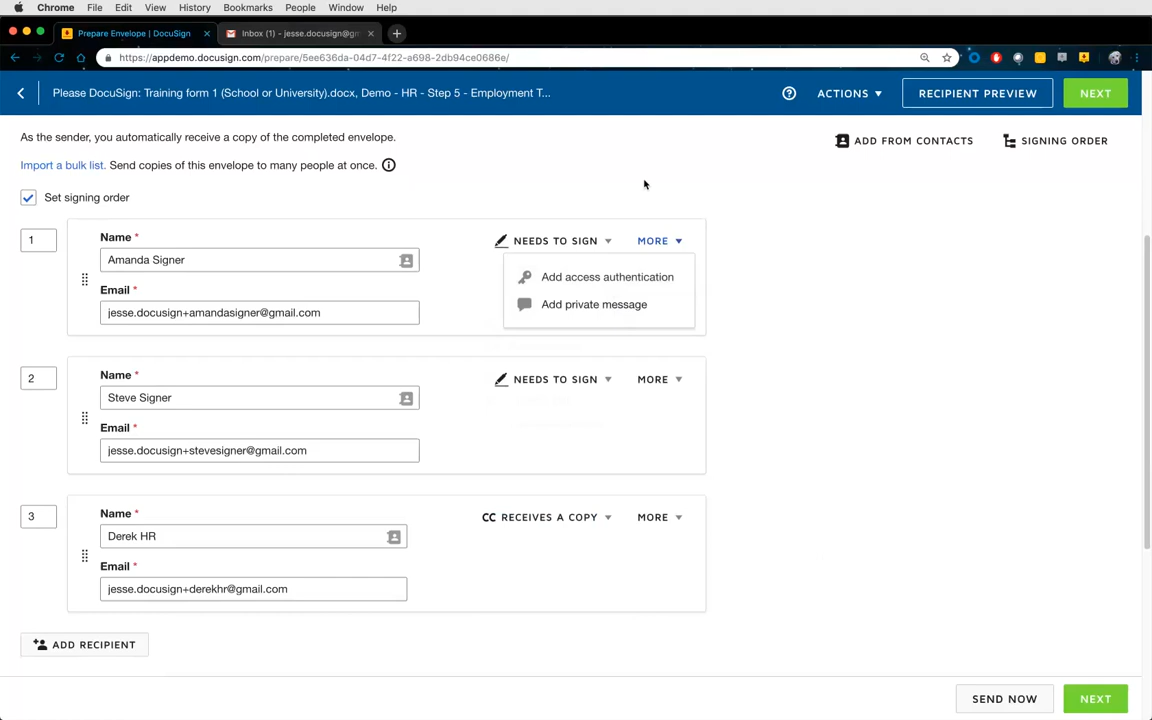 Chrome File Edit View History Bookmarks People Window Help
Prepare Envelope | DocuSign
Inbox (1) - jesse.docusign@gm
https://appdemo.docusign.com/prepare/5ee636da-04d7-4f22-a698-2db94ce0686e/
Please DocuSign: Training form 1 (School or University).docx, Demo - HR - Step 5 - Employment T...
ACTIONS
RECIPIENT PREVIEW
NEXT
As the sender, you automatically receive a copy of the completed envelope.
ADD FROM CONTACTS
SIGNING ORDER
Import a bulk list. Send copies of this envelope to many people at once.
Set signing order
1
Name *
Amanda Signer
Email *
jesse.docusign+amandasigner@gmail.com
NEEDS TO SIGN
MORE
Add access authentication
Add private message
2
Name *
Steve Signer
Email *
jesse.docusign+stevesigner@gmail.com
NEEDS TO SIGN
MORE
3
Name *
Derek HR
Email *
jesse.docusign+derekhr@gmail.com
CC RECEIVES A COPY
MORE
ADD RECIPIENT
SEND NOW
NEXT